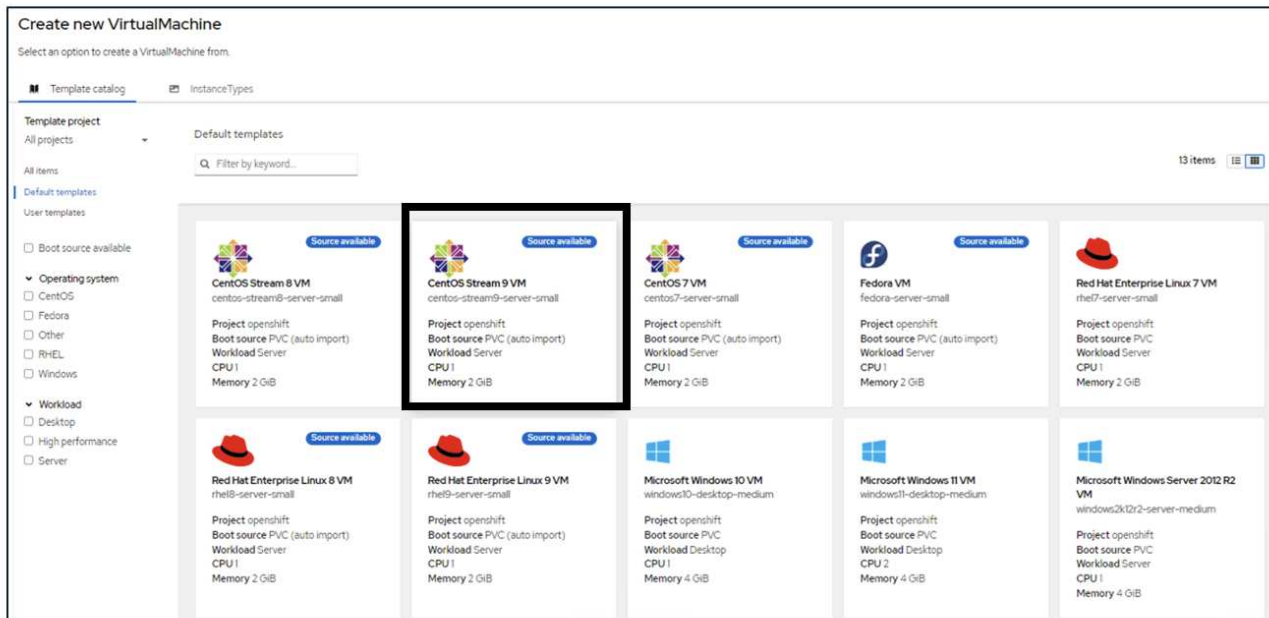 Create new VirtualMachine
Select an option to create a VirtualMachine from.
Template catalog
InstanceTypes
Template project
All projects
All items
Default templates
User templates
Boot source available
Operating system
CentOS
Fedora
Other
RHEL
Windows
Workload
Desktop
High performance
Server
Default templates
Filter by keyword...
13 items
Source available
CentOS Stream 8 VM
centos-stream8-server-small
Project openshift
Boot source PVC (auto import)
Workload Server
CPU 1
Memory 2 GiB
Source available
CentOS Stream 9 VM
centos-stream9-server-small
Project openshift
Boot source PVC (auto import)
Workload Server
CPU 1
Memory 2 GiB
Source available
CentOS 7 VM
centos7-server-small
Project openshift
Boot source PVC (auto import)
Workload Server
CPU 1
Memory 2 GiB
Source available
Fedora VM
fedora-server-small
Project openshift
Boot source PVC (auto import)
Workload Server
CPU 1
Memory 2 GiB
Red Hat Enterprise Linux 7 VM
rhel7-server-small
Project openshift
Boot source PVC
Workload Server
CPU 1
Memory 2 GiB
Source available
Red Hat Enterprise Linux 8 VM
rhel8-server-small
Project openshift
Boot source PVC (auto import)
Workload Server
CPU 1
Memory 2 GiB
Source available
Red Hat Enterprise Linux 9 VM
rhel9-server-small
Project openshift
Boot source PVC (auto import)
Workload Server
CPU 1
Memory 2 GiB
Microsoft Windows 10 VM
windows10-desktop-medium
Project openshift
Boot source PVC
Workload Desktop
CPU 1
Memory 4 GiB
Microsoft Windows 11 VM
windows11-desktop-medium
Project openshift
Boot source PVC
Workload Desktop
CPU 2
Memory 4 GiB
Microsoft Windows Server 2012 R2
VM
windows2k12r2-server-medium
Project openshift
Boot source PVC
Workload Server
CPU 1
Memory 4 GiB